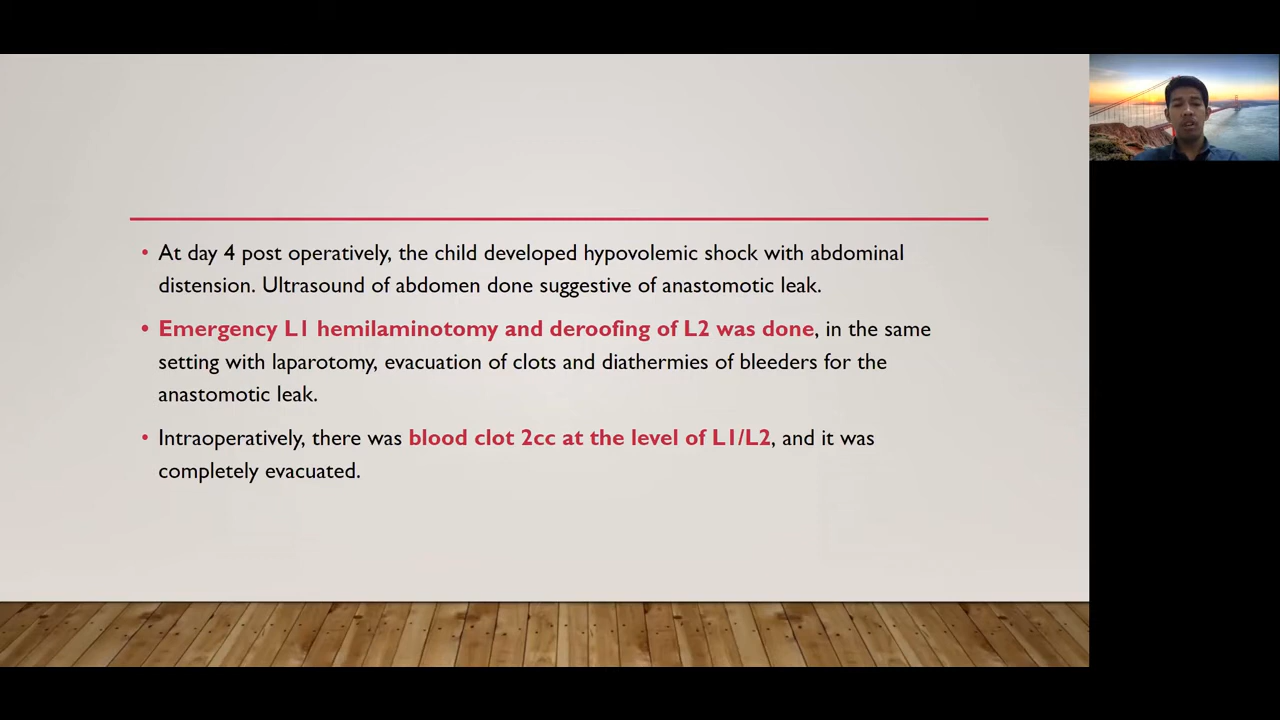 • At day 4 post operatively, the child developed hypovolemic shock with abdominal
distension. Ultrasound of abdomen done suggestive of anastomotic leak.
• Emergency L1 hemilaminotomy and deroofing of L2 was done, in the same
setting with laparotomy, evacuation of clots and diathermies of bleeders for the
anastomotic leak.
• Intraoperatively, there was blood clot 2cc at the level of L1/L2, and it was
completely evacuated.